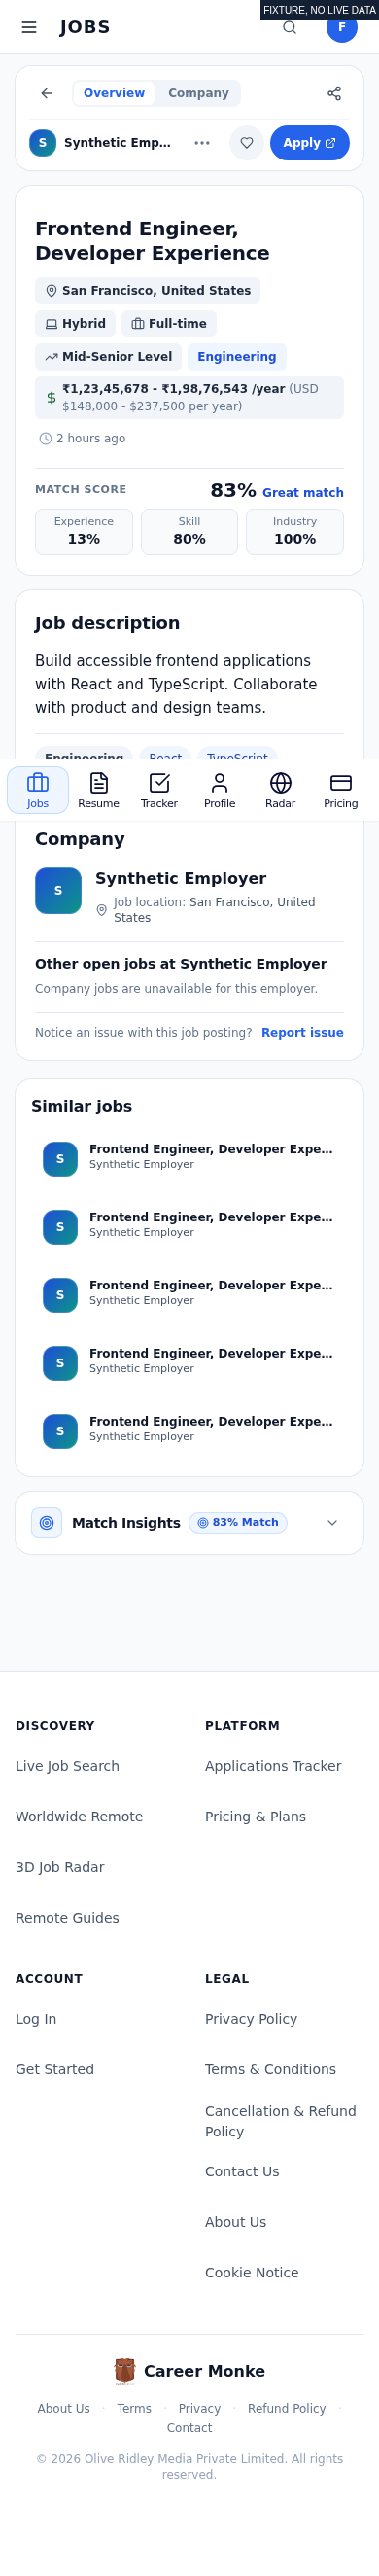 FIXTURE, NO LIVE DATA
JOBS
F
Overview
Company
S
Synthetic Emp...
Apply
Frontend Engineer,
Developer Experience
San Francisco, United States
Hybrid
Full-time
Mid-Senior Level
Engineering
₹1,23,45,678 - ₹1,98,76,543 /year (USD
$148,000 - $237,500 per year)
2 hours ago
MATCH SCORE
83% Great match
Experience
13%
Skill
80%
Industry
100%
Job description
Build accessible frontend applications
with React and TypeScript. Collaborate
with product and design teams.
Engineering
React
TypeScript
Jobs
Resume
Tracker
Profile
Radar
Pricing
Company
S
Synthetic Employer
Job location: San Francisco, United
States
Other open jobs at Synthetic Employer
Company jobs are unavailable for this employer.
Notice an issue with this job posting? Report issue
Similar jobs
S
Frontend Engineer, Developer Expe...
Synthetic Employer
S
Frontend Engineer, Developer Expe...
Synthetic Employer
S
Frontend Engineer, Developer Expe...
Synthetic Employer
S
Frontend Engineer, Developer Expe...
Synthetic Employer
S
Frontend Engineer, Developer Expe...
Synthetic Employer
Match Insights
83% Match
DISCOVERY
Live Job Search
Worldwide Remote
3D Job Radar
Remote Guides
PLATFORM
Applications Tracker
Pricing & Plans
ACCOUNT
Log In
Get Started
LEGAL
Privacy Policy
Terms & Conditions
Cancellation & Refund
Policy
Contact Us
About Us
Cookie Notice
Career Monke
About Us · Terms · Privacy · Refund Policy ·
Contact
© 2026 Olive Ridley Media Private Limited. All rights
reserved.